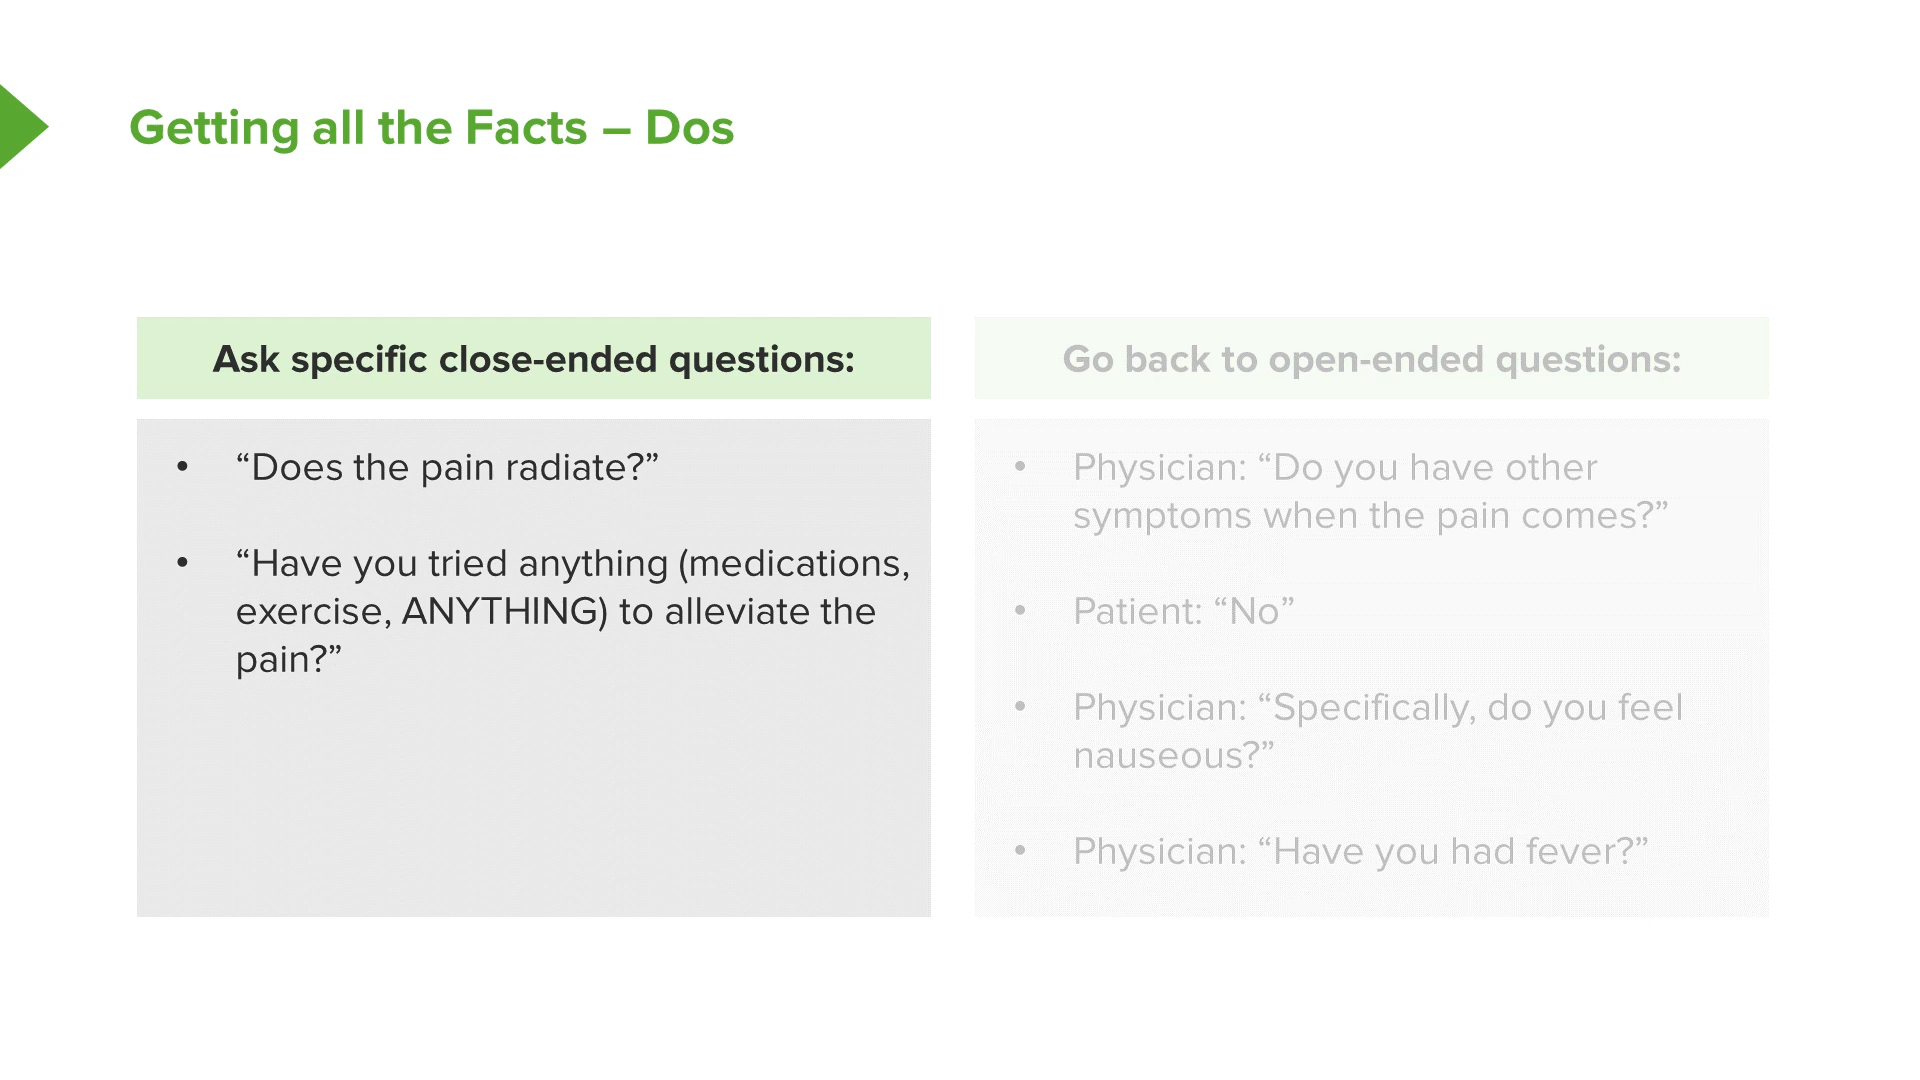 Getting all the Facts – Dos
Ask specific close-ended questions:
• “Does the pain radiate?”
• “Have you tried anything (medications,
exercise, ANYTHING) to alleviate the
pain?”
Go back to open-ended questions:
• Physician: “Do you have other
symptoms when the pain comes?”
• Patient: “No”
• Physician: “Specifically, do you feel
nauseous?”
• Physician: “Have you had fever?”